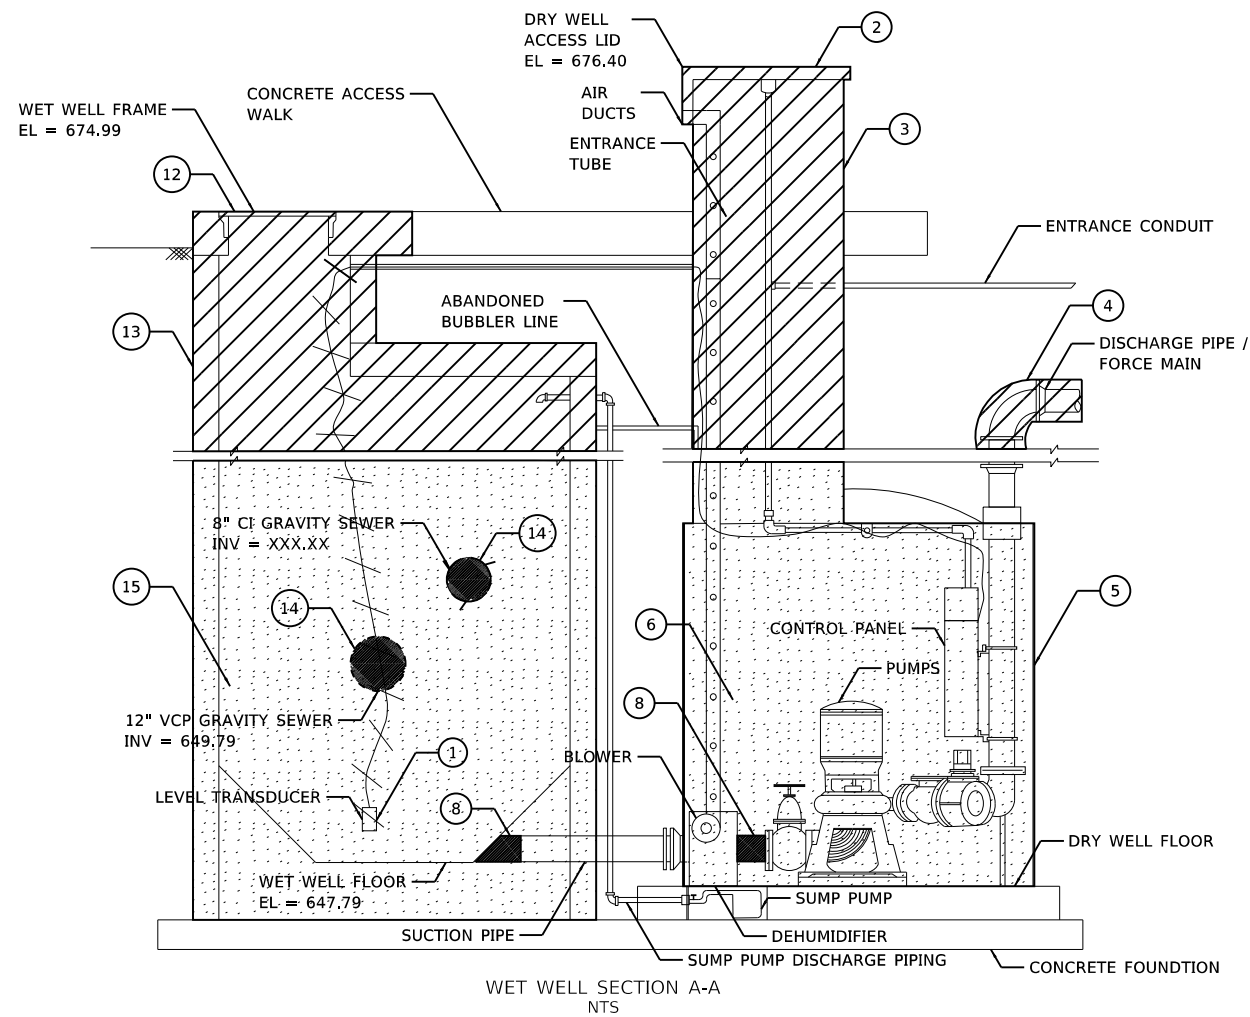 DRY WELL
ACCESS LID
EL = 676.40
2
WET WELL FRAME
EL = 674.99
CONCRETE ACCESS
WALK
AIR
DUCTS
3
ENTRANCE
TUBE
12
ENTRANCE CONDUIT
ABANDONED
BUBBLER LINE
4
13
DISCHARGE PIPE /
FORCE MAIN
8" CI GRAVITY SEWER
INV = XXX.XX
14
15
14
5
6
CONTROL PANEL
PUMPS
8
12" VCP GRAVITY SEWER
INV = 649.79
1
BLOWER
LEVEL TRANSDUCER
8
DRY WELL FLOOR
WET WELL FLOOR
EL = 647.79
SUMP PUMP
SUCTION PIPE
DEHUMIDIFIER
SUMP PUMP DISCHARGE PIPING
CONCRETE FOUNDTION
WET WELL SECTION A-A
NTS